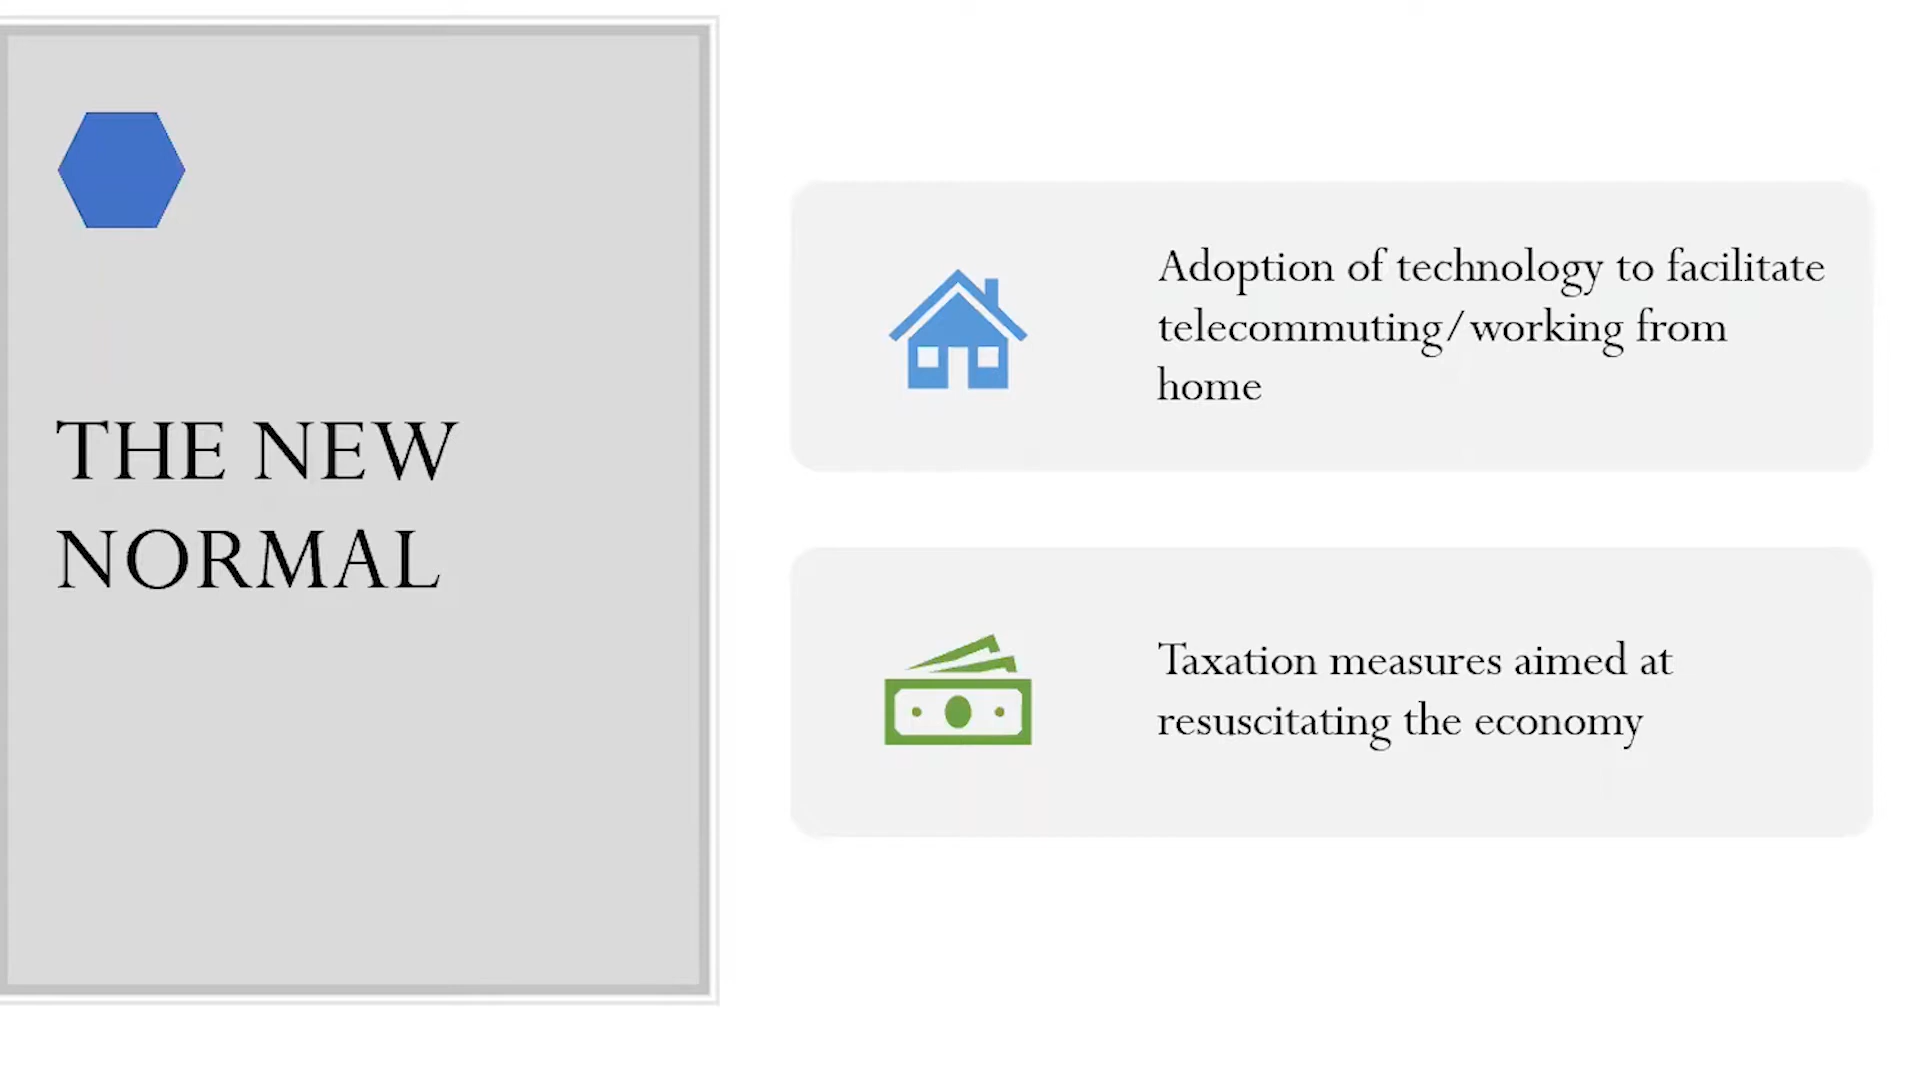 THE NEW
NORMAL
Adoption of technology to facilitate
telecommuting/working from
home
Taxation measures aimed at
resuscitating the economy